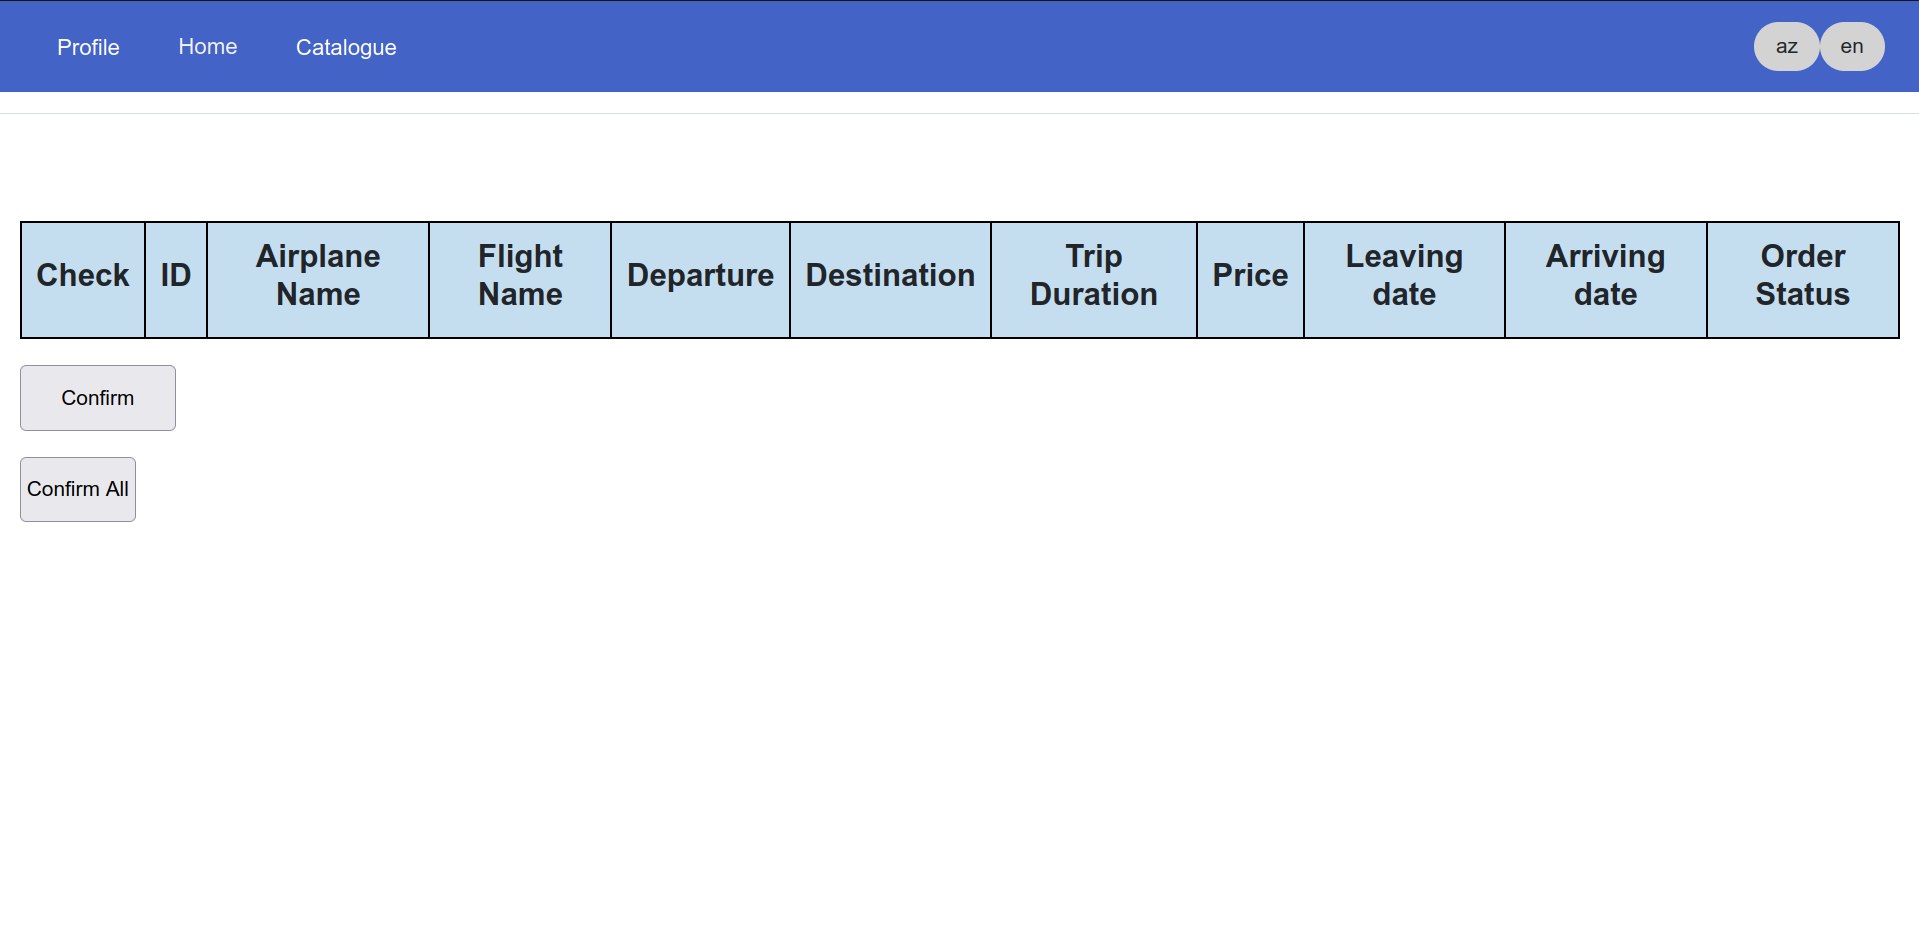 Profile Home Catalogue az en
Check ID Airplane Name Flight Name Departure Destination Trip Duration Price Leaving date Arriving date Order Status
Confirm
Confirm All